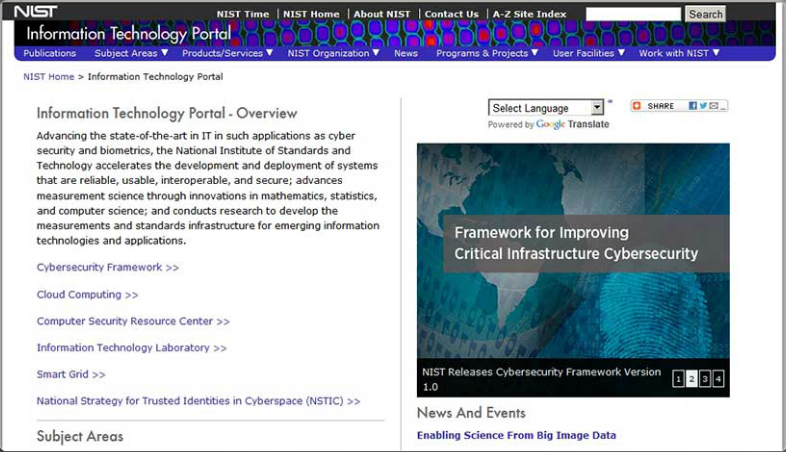 NIST
NIST Time | NIST Home | About NIST | Contact Us | A-Z Site Index
Search
Information Technology Portal
Publications Subject Areas ▼ Products/Services ▼ NIST Organization ▼ News Programs & Projects ▼ User Facilities ▼ Work with NIST ▼
NIST Home > Information Technology Portal
Select Language
SHARE
Powered by Google Translate
Information Technology Portal - Overview
Advancing the state-of-the-art in IT in such applications as cyber
security and biometrics, the National Institute of Standards and
Technology accelerates the development and deployment of systems
that are reliable, usable, interoperable, and secure; advances
measurement science through innovations in mathematics, statistics,
and computer science; and conducts research to develop the
measurements and standards infrastructure for emerging information
technologies and applications.
Cybersecurity Framework >>
Cloud Computing >>
Computer Security Resource Center >>
Information Technology Laboratory >>
Smart Grid >>
National Strategy for Trusted Identities in Cyberspace (NSTIC) >>
Subject Areas
Framework for Improving
Critical Infrastructure Cybersecurity
NIST Releases Cybersecurity Framework Version
1.0
1 2 3 4
News And Events
Enabling Science From Big Image Data